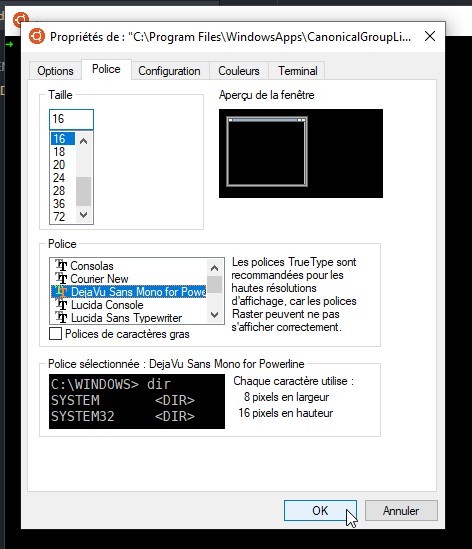 Propriétés de : "C:\Program Files\WindowsApps\CanonicalGroupLi...
Options
Police
Configuration
Couleurs
Terminal
Taille
16
16
18
20
24
28
36
72
Aperçu de la fenêtre
Police
Consolas
Courier New
DejaVu Sans Mono for Powe
Lucida Console
Lucida Sans Typewriter
Polices de caractères gras
Les polices TrueType sont
recommandées pour les
hautes résolutions
d'affichage, car les polices
Raster peuvent ne pas
s'afficher correctement.
Police sélectionnée : DejaVu Sans Mono for Powerline
C:\WINDOWS> dir
SYSTEM <DIR>
SYSTEM32 <DIR>
Chaque caractère utilise :
8 pixels en largeur
16 pixels en hauteur
OK
Annuler